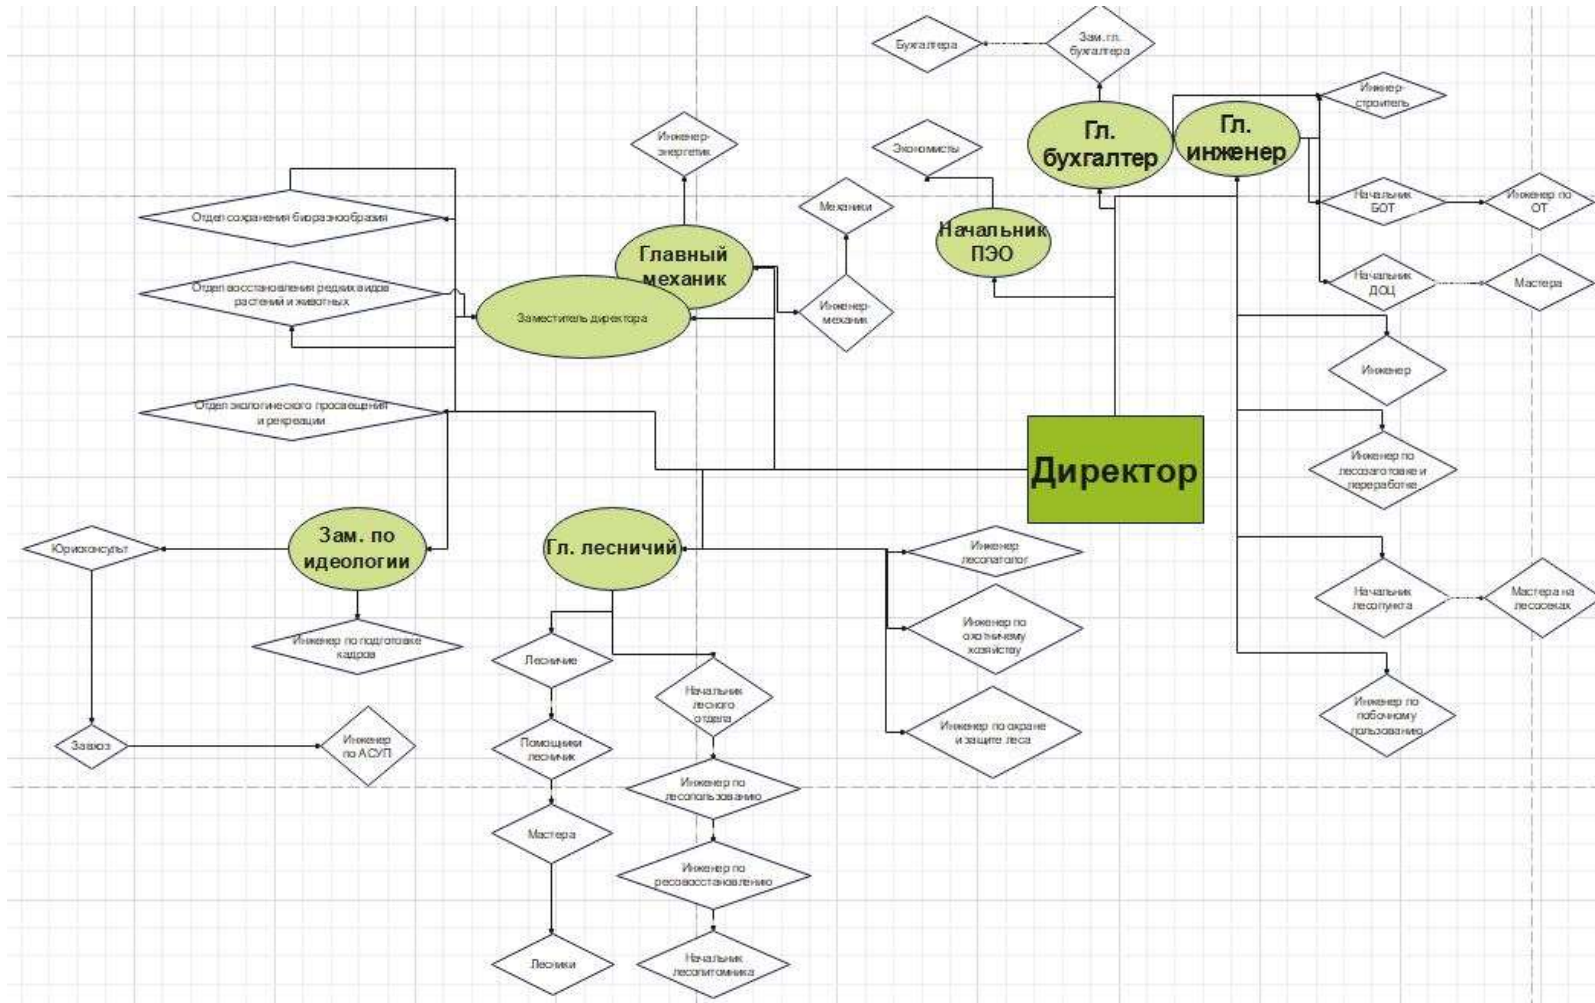 Бухгалтера
Зам. гл.
бухгалтера
Инжнер-
строитель
Гл.
бухгалтер
Гл.
инженер
Инженер-
энергетик
Экономисты
Механики
Начальник
БОТ
Инженер по
ОТ
Отдел сохранения биоразнообразия
Начальник
ПЭО
Главный
механик
Начальник
ДОЦ
Мастера
Отдел восстановления редких видов
растений и животных
Заместитель директора
Инженер-
механик
Инженер
Отдел экологического просвещения
и рекреации
Директор
Инженер по
лесозаготовке и
переработке
Юрисконсульт
Зам. по
идеологии
Гл. лесничий
Инженер
лесопатолог
Начальник
лесопункта
Мастера на
лесосеках
Инженер по
охотничему
хозяйству
Инженер по подготовке
кадров
Лесничие
Начальник
лесного
отдела
Инженер по
побочному
пользованию
Завхоз
Инженер
по АСУП
Помощники
лесничик
Инженер по охране
и защите леса
Инженер по
лесопользованию
Мастера
Инженер по
ресовосстановлению
Лесники
Начальник
лесопитомника